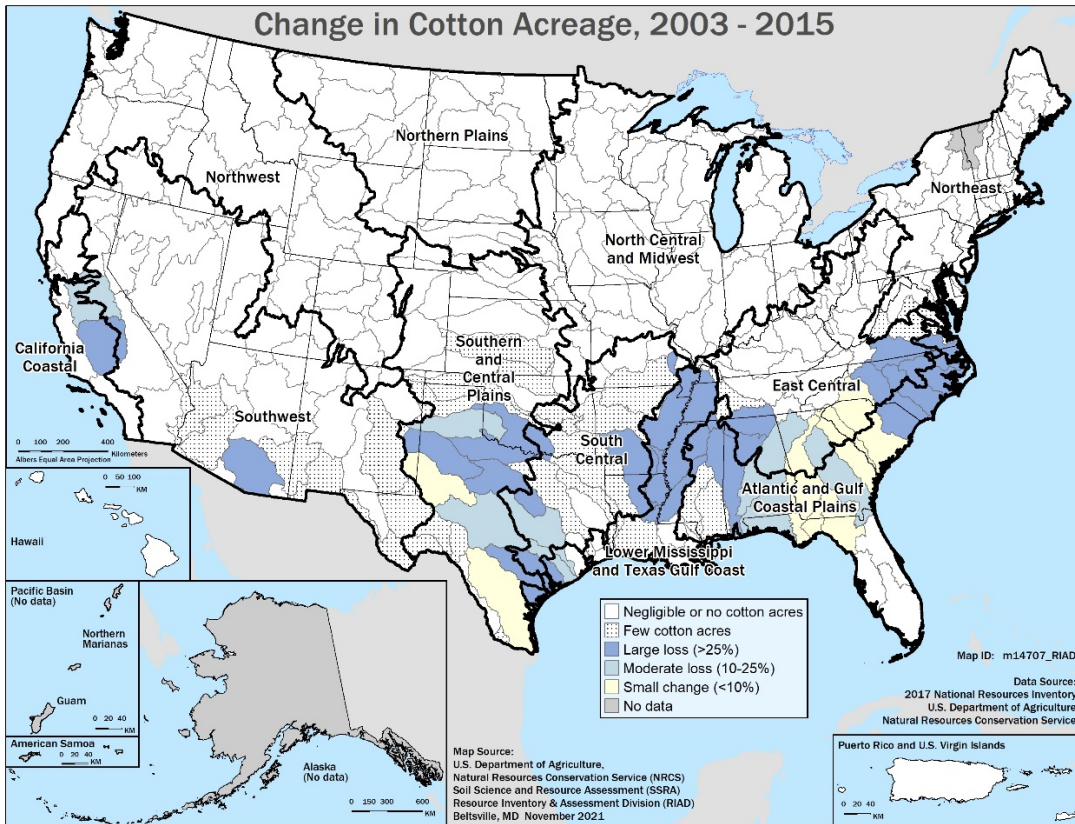 Change in Cotton Acreage, 2003 - 2015
Northern Plains
Northwest
Northeast
North Central
and Midwest
California
Coastal
Southern
and
Central
Plains
East Central
Southwest
South
Central
Atlantic and Gulf
Coastal Plains
Lower Mississippi
and Texas Gulf Coast
0 100 200 400
Kilometers
Albers Equal Area Projection
0 50 100
KM
Hawaii
Pacific Basin
(No data)
Northern
Marianas
Guam
0 20 40
KM
American Samoa
0 20 40
KM
Alaska
(No data)
0 150 300 600
KM
Negligible or no cotton acres
Few cotton acres
Large loss (>25%)
Moderate loss (10-25%)
Small change (<10%)
No data
Map ID: m14707_RIAD
Data Source:
2017 National Resources Inventory
U.S. Department of Agriculture
Natural Resources Conservation Service
Map Source:
U.S. Department of Agriculture,
Natural Resources Conservation Service (NRCS)
Soil Science and Resource Assessment (SSRA)
Resource Inventory & Assessment Division (RIAD)
Beltsville, MD November 2021
Puerto Rico and U.S. Virgin Islands
0 20 40
KM